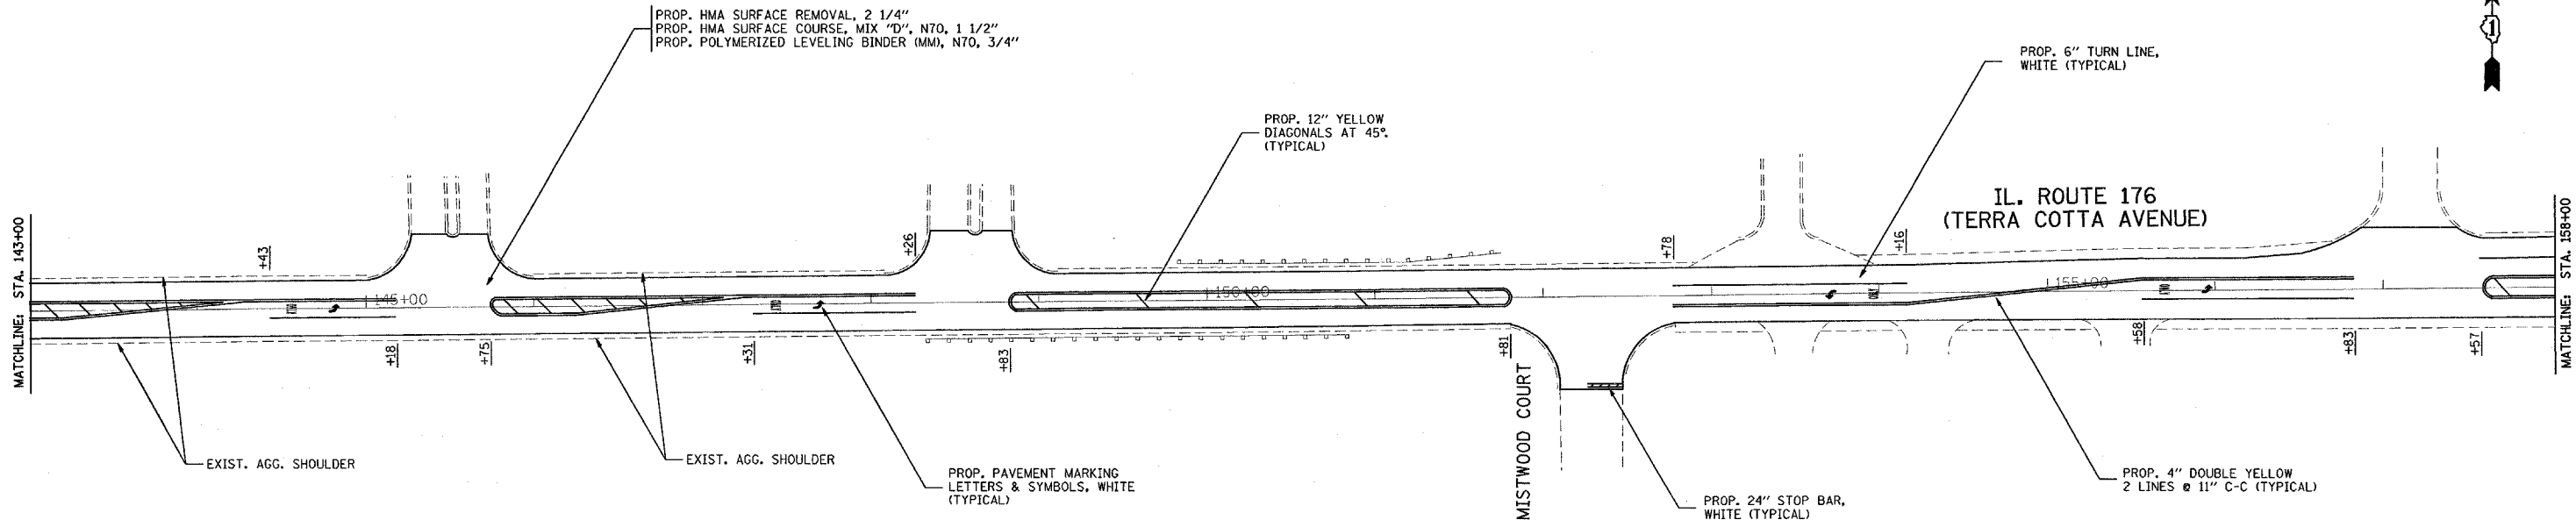 PROP. HMA SURFACE REMOVAL, 2 1/4"
PROP. HMA SURFACE COURSE, MIX "D", N70, 1 1/2"
PROP. POLYMERIZED LEVELING BINDER (MM), N70, 3/4"
PROP. 12" YELLOW
DIAGONALS AT 45°.
(TYPICAL)
PROP. 6" TURN LINE,
WHITE (TYPICAL)
IL. ROUTE 176
(TERRA COTTA AVENUE)
MATCHLINE: STA. 143+00
+43
+26
+78
+16
145+00
150+00
155+00
ONLY
+18
+75
+31
+83
+81
+58
+83
+57
MATCHLINE: STA. 158+00
EXIST. AGG. SHOULDER
EXIST. AGG. SHOULDER
PROP. PAVEMENT MARKING
LETTERS & SYMBOLS, WHITE
(TYPICAL)
MISTWOOD COURT
PROP. 24" STOP BAR,
WHITE (TYPICAL)
PROP. 4" DOUBLE YELLOW
2 LINES @ 11" C-C (TYPICAL)